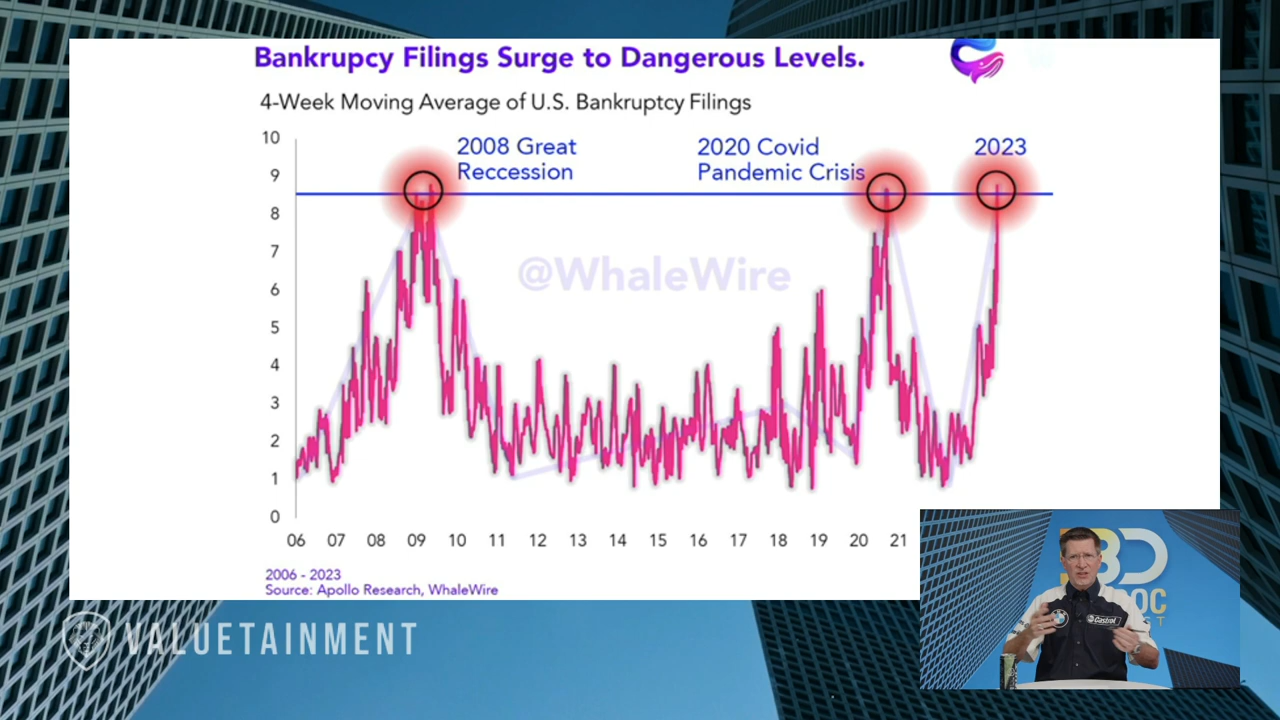 Bankrupcy Filings Surge to Dangerous Levels.
4-Week Moving Average of U.S. Bankruptcy Filings
10
9
8
7
6
5
4
3
2
1
0
2008 Great
Reccession
2020 Covid
Pandemic Crisis
2023
@WhaleWire
06 07 08 09 10 11 12 13 14 15 16 17 18 19 20 21
2006 - 2023
Source: Apollo Research, WhaleWire
VALUETAINMENT
Castrol